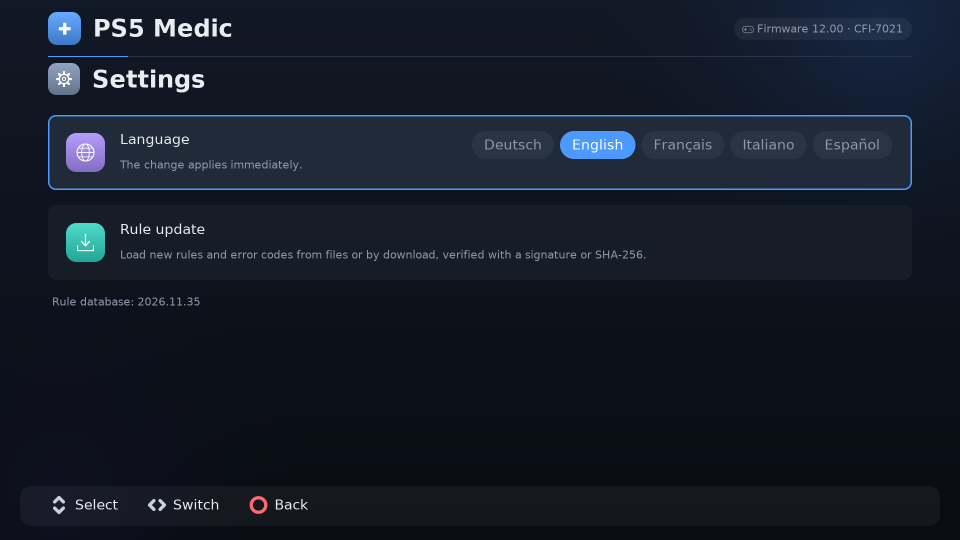 PS5 Medic
Firmware 12.00 · CFI-7021
Settings
Language
Deutsch English Français Italiano Español
The change applies immediately.
Rule update
Load new rules and error codes from files or by download, verified with a signature or SHA-256.
Rule database: 2026.11.35
Select Switch Back